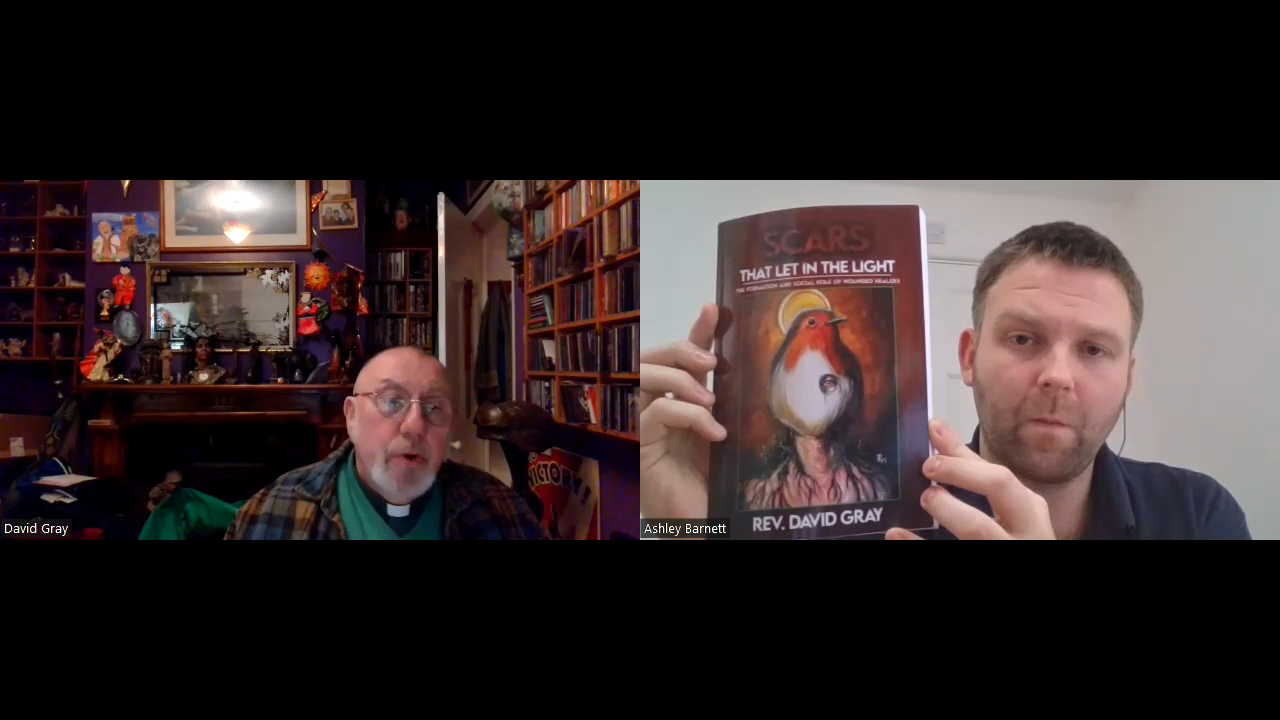 SCARS
THAT LET IN THE LIGHT
THE FORMATION AND SOCIAL ROLE OF WOUNDED HEALERS
REV. DAVID GRAY
VICTORY!
David Gray
Ashley Barnett